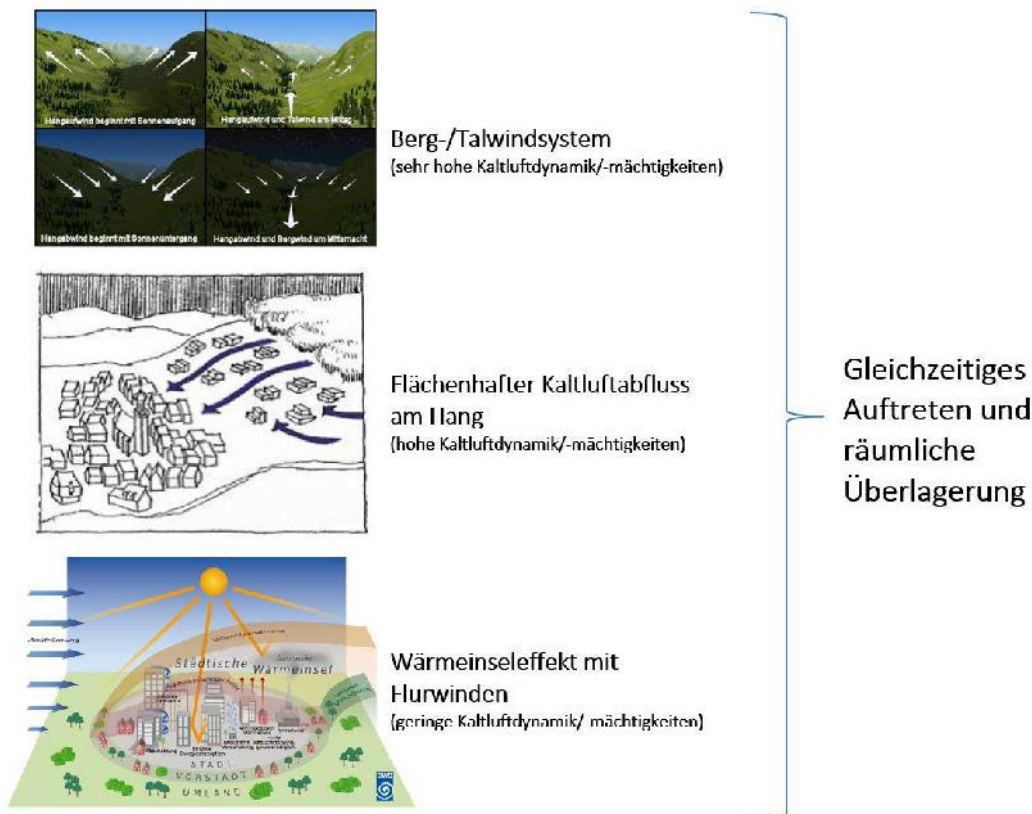 Hangaufwind beginnt mit Sonnenaufgang
Hangaufwind und Talwind am Mittag
Hangabwind beginnt mit Sonnenuntergang
Hangabwind und Bergwind um Mitternacht
Berg-/Talwindsystem
(sehr hohe Kaltluftdynamik/-mächtigkeiten)
Flächenhafter Kaltluftabfluss
am Hang
(hohe Kaltluftdynamik/-mächtigkeiten)
Städtische
Wärmeinsel
STADT
VORSTADT
UMLAND
DWD
Wärmeinseleffekt mit
Flurwinden
(geringe Kaltluftdynamik/ mächtigkeiten)
Gleichzeitiges
Auftreten und
räumliche
Überlagerung